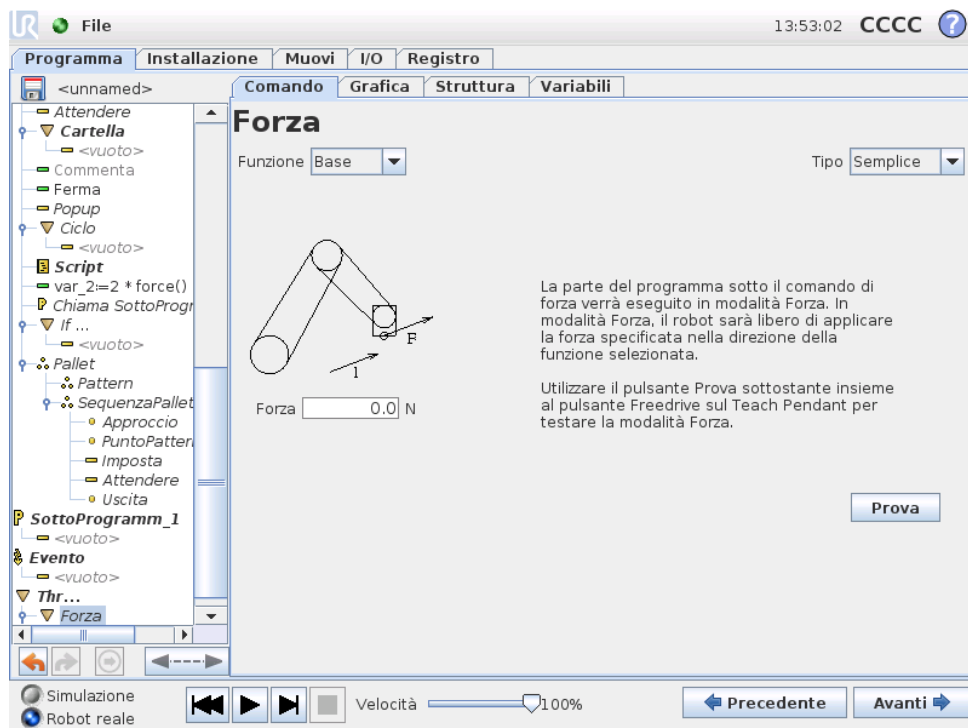 UR File 13:53:02 CCCC ?
Programma Installazione Muovi I/O Registro
<unnamed>
Comando Grafica Struttura Variabili
Attendere
Cartella
<vuoto>
Commenta
Ferma
Popup
Ciclo
<vuoto>
Script
var_2:=2 * force()
Chiama SottoProgr
If ...
<vuoto>
Pallet
Pattern
SequenzaPallet
Approccio
PuntoPatter
Imposta
Attendere
Uscita
P SottoProgramm_1
<vuoto>
Evento
<vuoto>
Thr...
Forza
Forza
Funzione Base
Tipo Semplice
F
1
Forza 0.0 N
La parte del programma sotto il comando di
forza verrà eseguito in modalità Forza. In
modalità Forza, il robot sarà libero di applicare
la forza specificata nella direzione della
funzione selezionata.
Utilizzare il pulsante Prova sottostante insieme
al pulsante Freedrive sul Teach Pendant per
testare la modalità Forza.
Prova
Simulazione
Robot reale
Velocità 100%
Precedente
Avanti